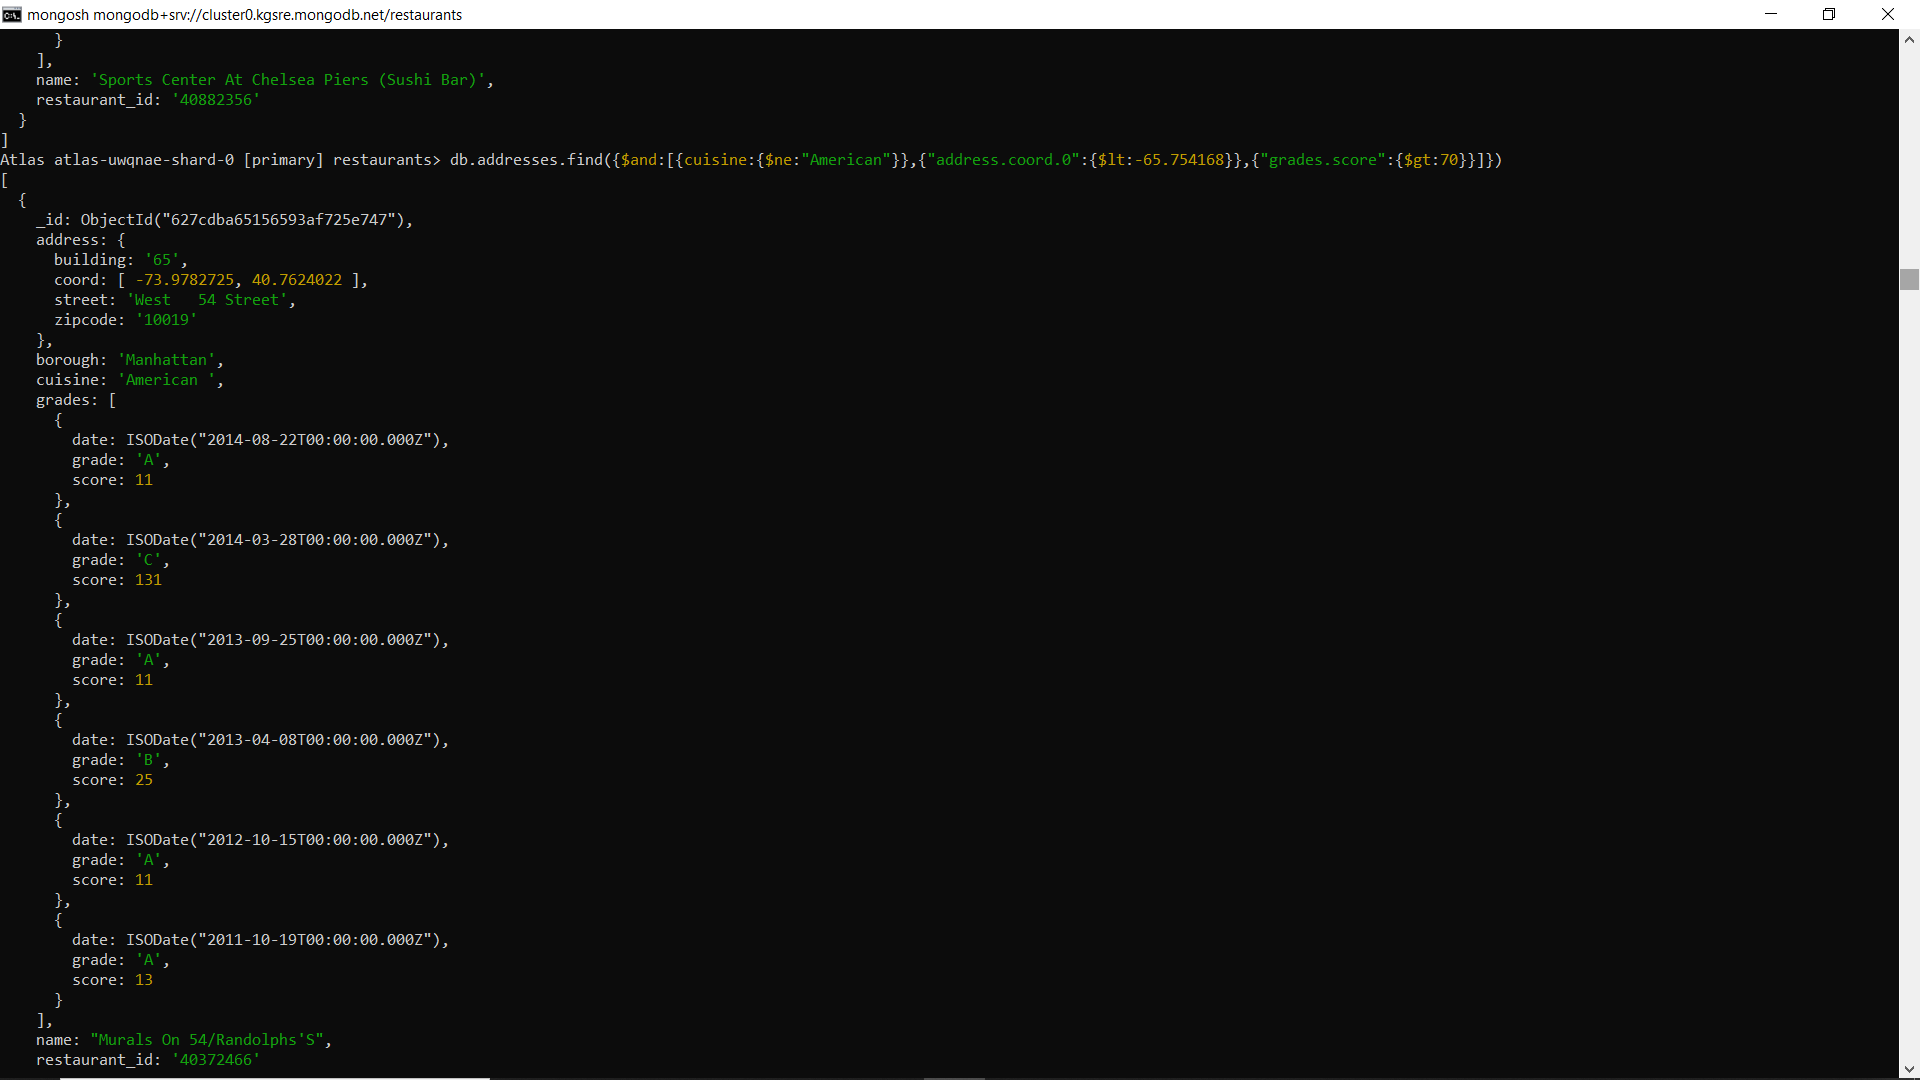 mongosh mongodb+srv://cluster0.kgsre.mongodb.net/restaurants
      }
    ],
    name: 'Sports Center At Chelsea Piers (Sushi Bar)',
    restaurant_id: '40882356'
  }
]
Atlas atlas-uwqnae-shard-0 [primary] restaurants> db.addresses.find({$and:[{cuisine:{$ne:"American"}},{"address.coord.0":{$lt:-65.754168}},{"grades.score":{$gt:70}}]})
[
  {
    _id: ObjectId("627cdba65156593af725e747"),
    address: {
      building: '65',
      coord: [ -73.9782725, 40.7624022 ],
      street: 'West   54 Street',
      zipcode: '10019'
    },
    borough: 'Manhattan',
    cuisine: 'American ',
    grades: [
      {
        date: ISODate("2014-08-22T00:00:00.000Z"),
        grade: 'A',
        score: 11
      },
      {
        date: ISODate("2014-03-28T00:00:00.000Z"),
        grade: 'C',
        score: 131
      },
      {
        date: ISODate("2013-09-25T00:00:00.000Z"),
        grade: 'A',
        score: 11
      },
      {
        date: ISODate("2013-04-08T00:00:00.000Z"),
        grade: 'B',
        score: 25
      },
      {
        date: ISODate("2012-10-15T00:00:00.000Z"),
        grade: 'A',
        score: 11
      },
      {
        date: ISODate("2011-10-19T00:00:00.000Z"),
        grade: 'A',
        score: 13
      }
    ],
    name: "Murals On 54/Randolphs'S",
    restaurant_id: '40372466'